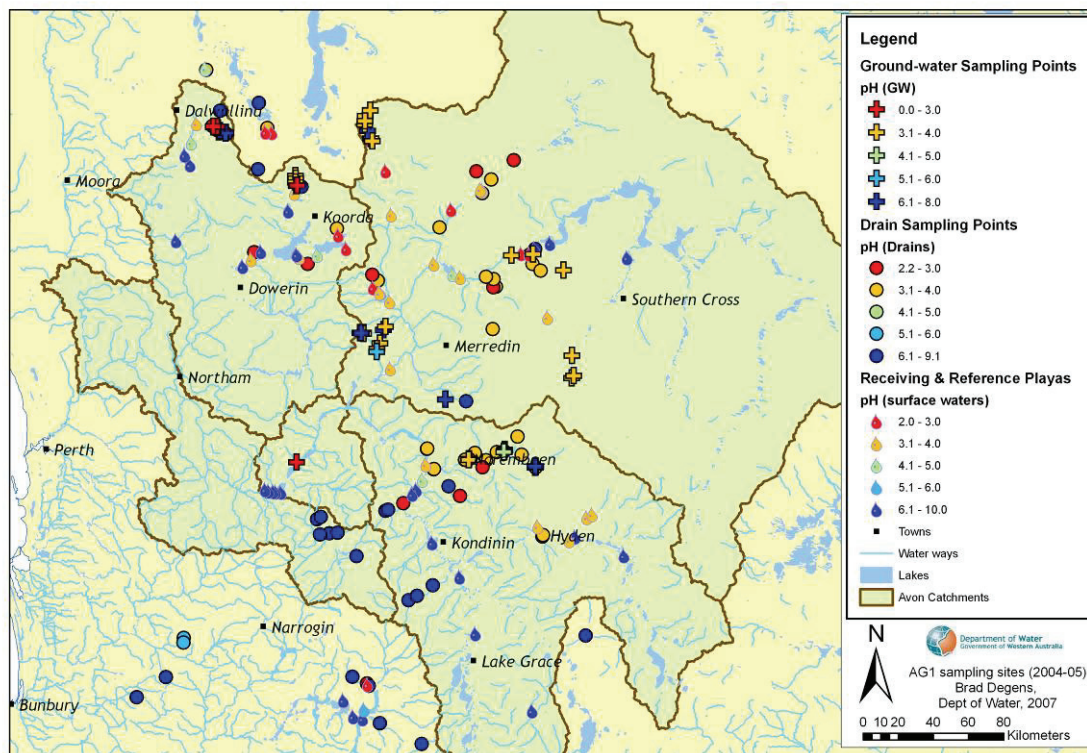 Dalwallinu
Moora
Koorda
Dowerin
Southern Cross
Merredin
Northam
Perth
Narembeen
Kondinin
Hyden
Narrogin
Lake Grace
Bunbury
Legend
Ground-water Sampling Points
pH (GW)
0.0 - 3.0
3.1 - 4.0
4.1 - 5.0
5.1 - 6.0
6.1 - 8.0
Drain Sampling Points
pH (Drains)
2.2 - 3.0
3.1 - 4.0
4.1 - 5.0
5.1 - 6.0
6.1 - 9.1
Receiving & Reference Playas
pH (surface waters)
2.0 - 3.0
3.1 - 4.0
4.1 - 5.0
5.1 - 6.0
6.1 - 10.0
Towns
Water ways
Lakes
Avon Catchments
N
Department of Water
Government of Western Australia
AG1 sampling sites (2004-05)
Brad Degens,
Dept of Water, 2007
0 10 20 40 60 80
Kilometers